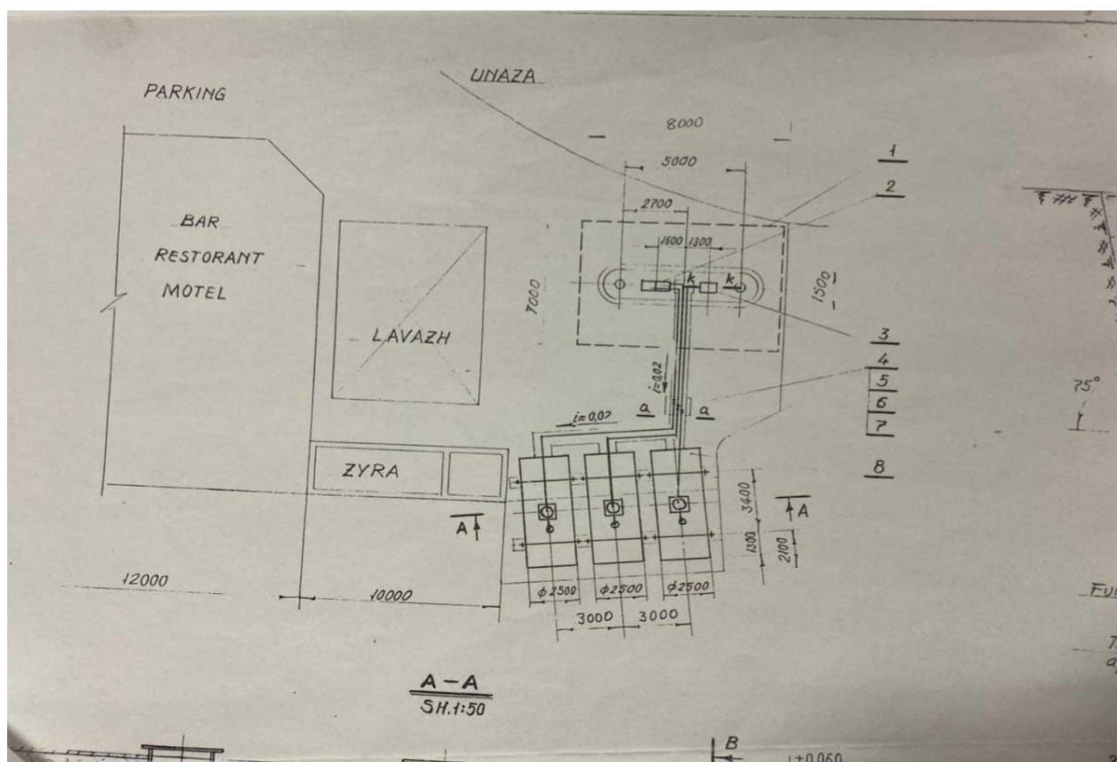 UNAZA
PARKING
8000
5000
1
2
2700
BAR
RESTORANT
MOTEL
1600 1300
k k
7000
1500
LAVAZH
3
4
5
6
7
8
i=0,02
75°
a a
i=0,02
ZYRA
3400
A A
1300
2100
12000
10000
ϕ2500 ϕ2500 ϕ2500
3000 3000
A-A
SH.1:50
B